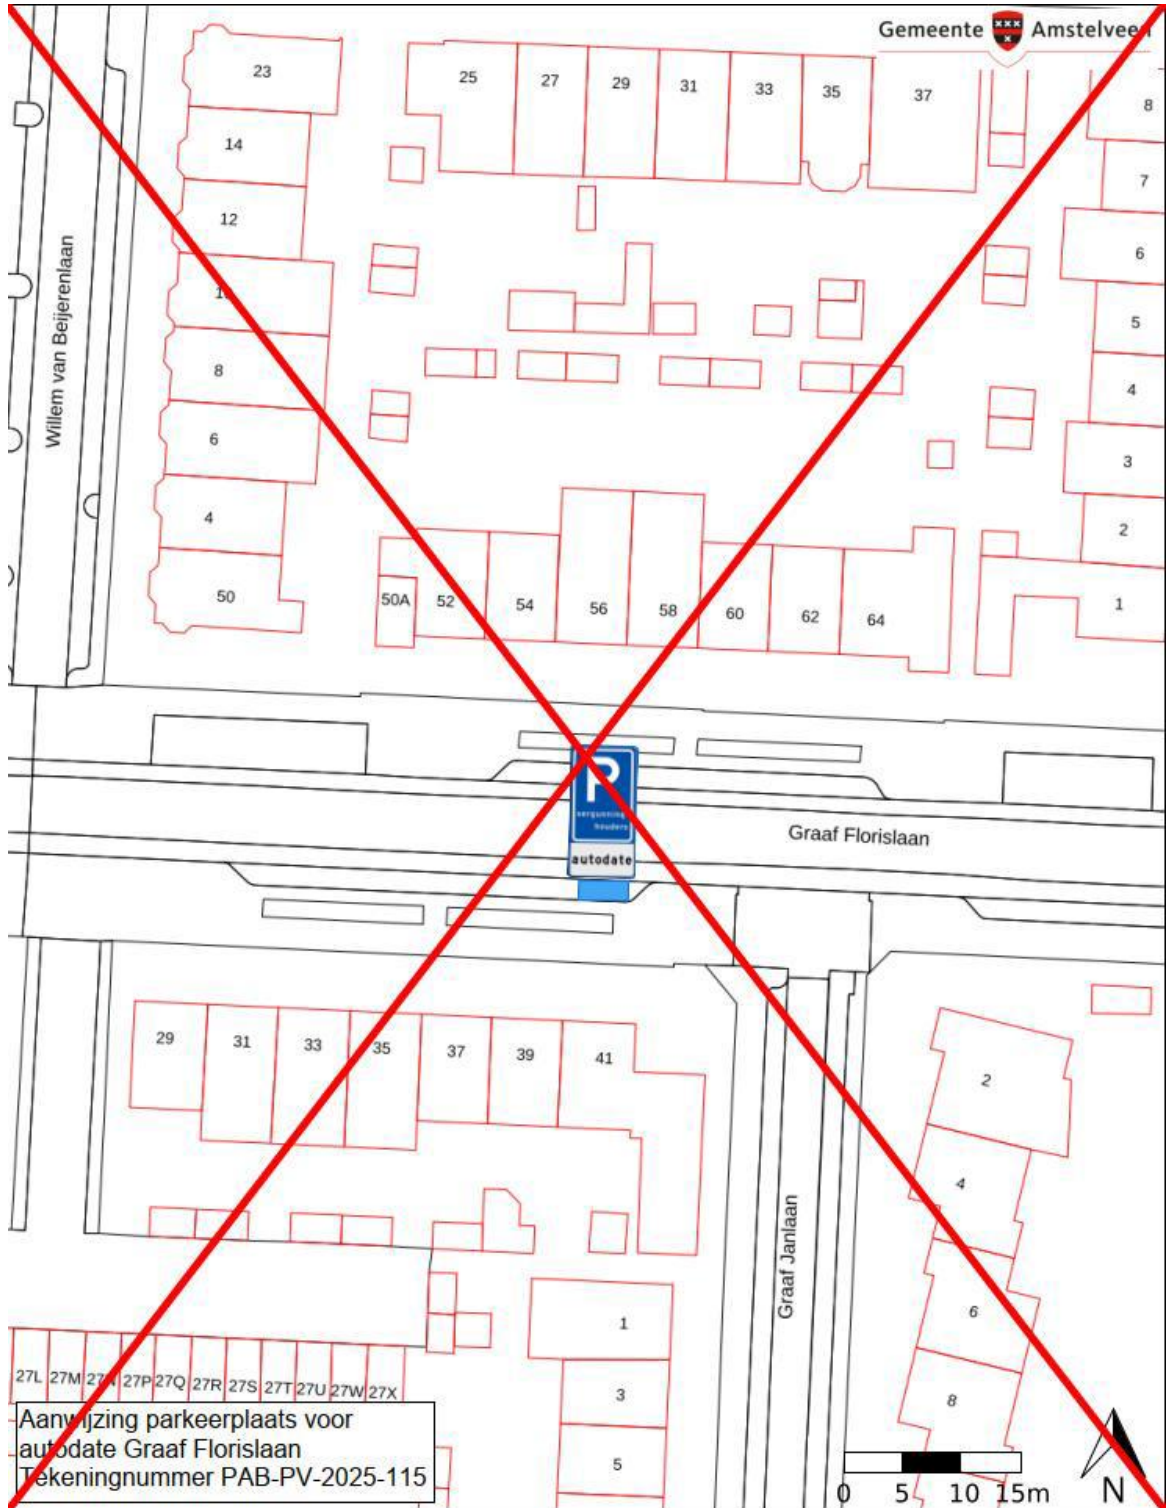 Gemeente Amstelveen
23
25
27
29
31
33
35
37
8
14
7
12
6
10
5
8
4
6
3
4
2
50
50A
52
54
56
58
60
62
64
1
Willem van Beijerenlaan
P
vergunning
houders
autodate
Graaf Florislaan
29
31
33
35
37
39
41
2
4
Graaf Janlaan
6
1
3
8
5
27L 27M 27N 27P 27Q 27R 27S 27T 27U 27W 27X
Aanwijzing parkeerplaats voor
autodate Graaf Florislaan
Tekeningnummer PAB-PV-2025-115
0 5 10 15m
N